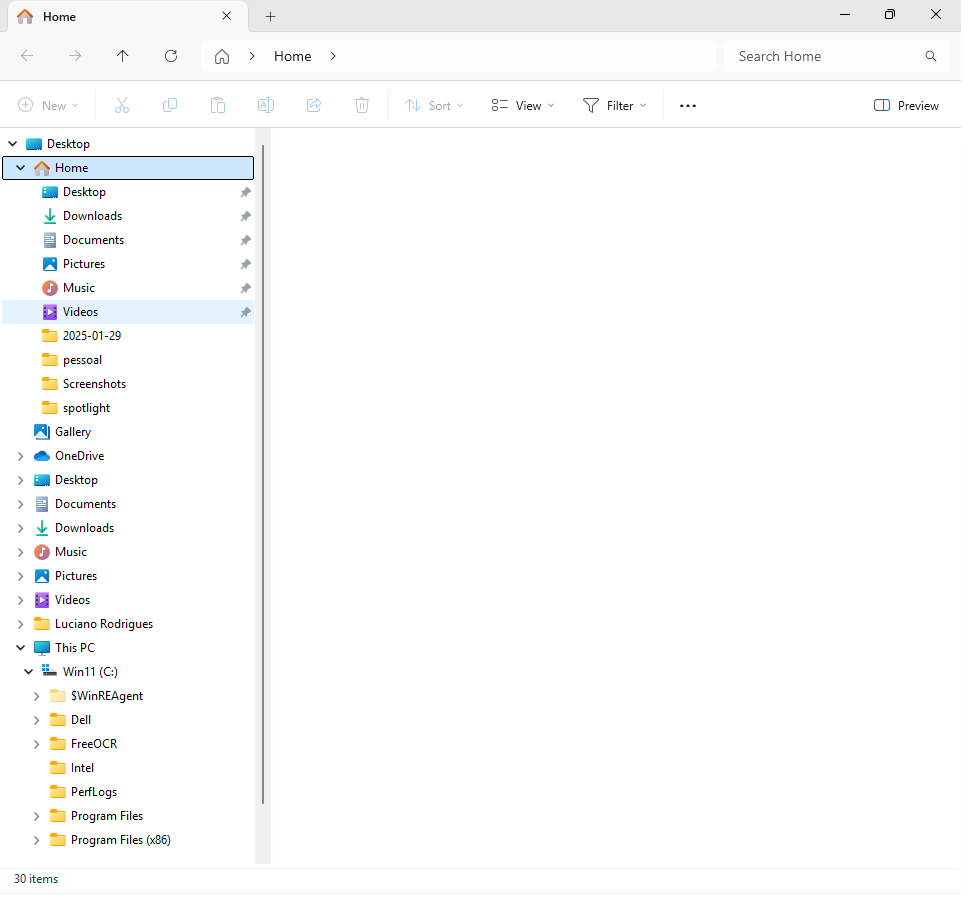 Home
Home
Search Home
New
Sort
View
Filter
Preview
Desktop
Home
Desktop
Downloads
Documents
Pictures
Music
Videos
2025-01-29
pessoal
Screenshots
spotlight
Gallery
OneDrive
Desktop
Documents
Downloads
Music
Pictures
Videos
Luciano Rodrigues
This PC
Win11 (C:)
$WinREAgent
Dell
FreeOCR
Intel
PerfLogs
Program Files
Program Files (x86)
30 items